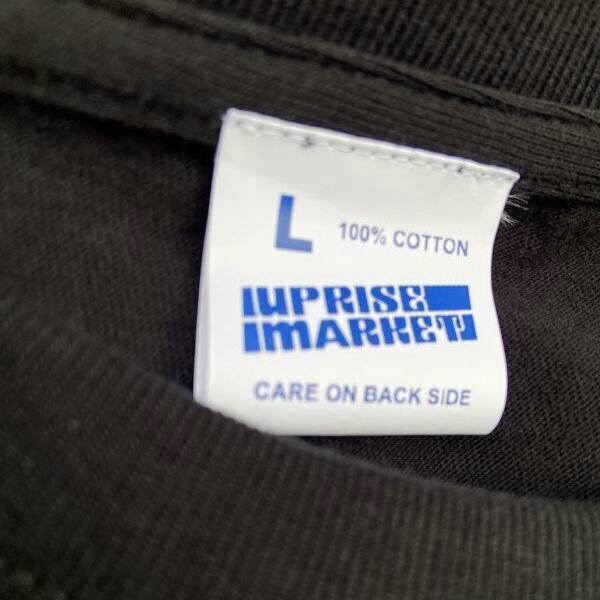 L 100% COTTON
UPRISE
MARKET
CARE ON BACK SIDE